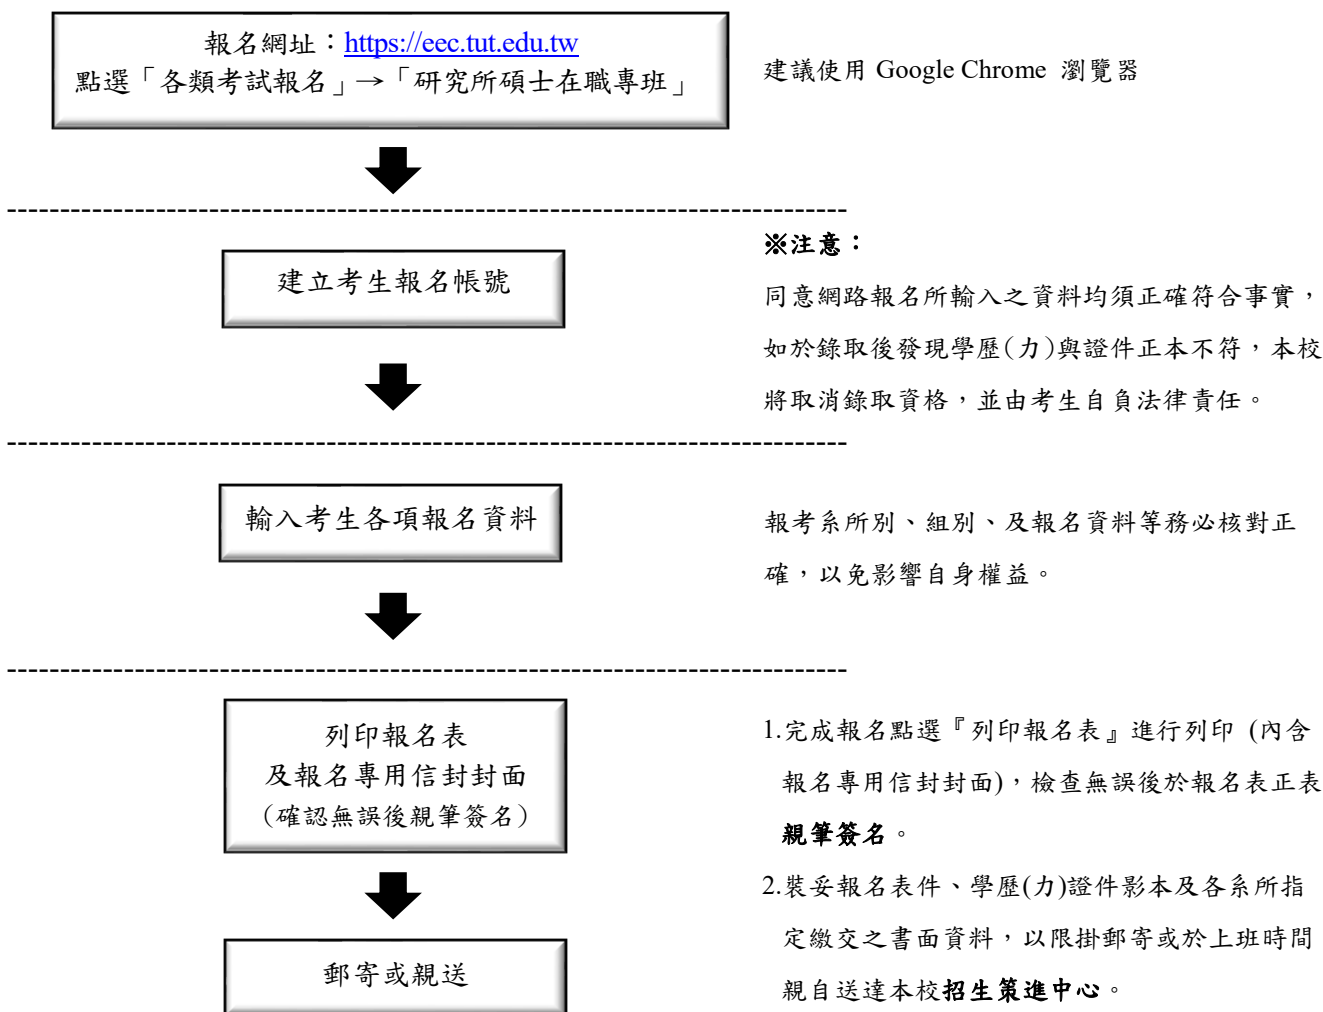 報名網址：https://eec.tut.edu.tw
點選「各類考試報名」→「研究所碩士在職專班」
建議使用 Google Chrome 瀏覽器
建立考生報名帳號
※注意：
同意網路報名所輸入之資料均須正確符合事實，
如於錄取後發現學歷(力)與證件正本不符，本校
將取消錄取資格，並由考生自負法律責任。
輸入考生各項報名資料
報考系所別、組別、及報名資料等務必核對正
確，以免影響自身權益。
列印報名表
及報名專用信封封面
(確認無誤後親筆簽名)
1.完成報名點選『列印報名表』進行列印 (內含
報名專用信封封面)，檢查無誤後於報名表正表
親筆簽名。
2.裝妥報名表件、學歷(力)證件影本及各系所指
定繳交之書面資料，以限掛郵寄或於上班時間
親自送達本校招生策進中心。
郵寄或親送